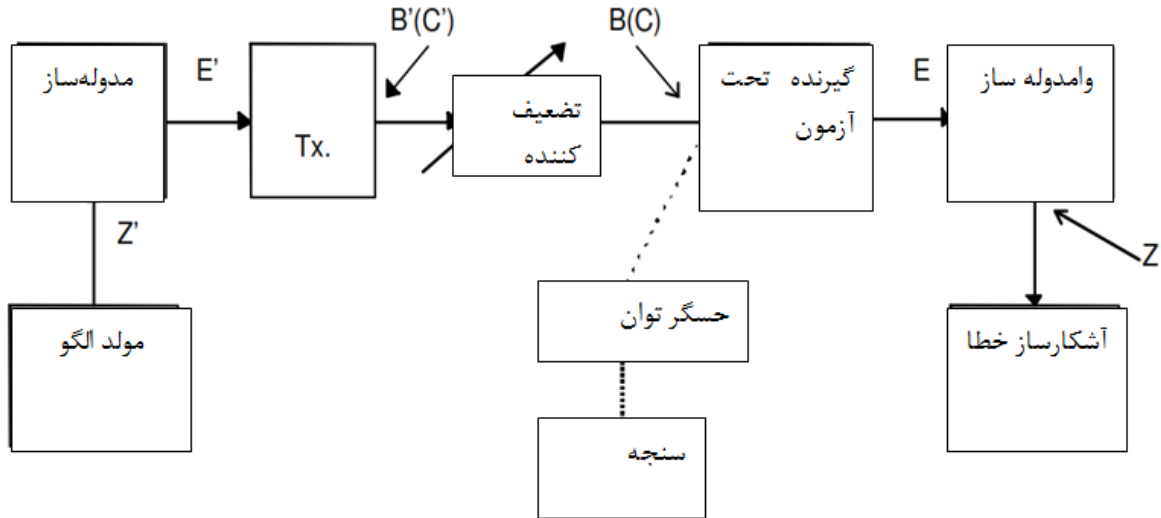 B’(C’)
B(C)
مدوله‌ساز
E’
Tx.
تضعیف
کننده
گیرنده تحت
آزمون
E
وامدوله ساز
Z’
Z
مولد الگو
حسگر توان
آشکارساز خطا
سنجه